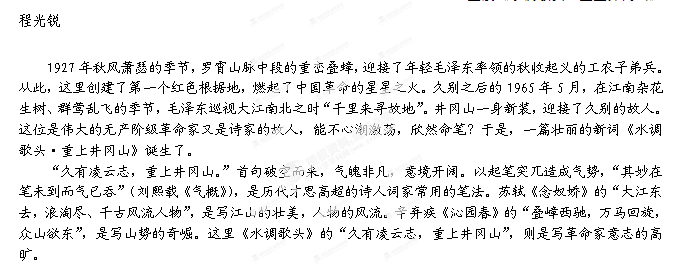 程光锐
1927 年秋风萧瑟的季节，罗霄山脉中段的重峦叠嶂，迎接了年轻毛泽东率领的秋收起义的工农子弟兵。
从此，这里创建了第一个红色根据地，燃起了中国革命的星星之火。久别之后的 1965 年 5 月，在江南杂花
生树、群莺乱飞的季节，毛泽东巡视大江南北之时“千里来寻故地”。井冈山一身新装，迎接了久别的故人。
这位是伟大的无产阶级革命家又是诗家的故人，能不心潮激荡，欣然命笔？于是，一篇壮丽的新词《水调
歌头·重上井冈山》诞生了。
“久有凌云志，重上井冈山。”首句破空而来，气魄非凡，意境开阔。以起笔突兀造成气势，“其妙在
笔未到而气已吞”（刘熙载《气概》），是历代才思高超的诗人词家常用的笔法。苏轼《念奴娇》的“大江东
去，浪淘尽、千古风流人物”，是写江山的壮美，人物的风流。辛弃疾《沁园春》的“叠嶂西驰，万马回旋，
众山欲东”，是写山势的奇崛。这里《水调歌头》的“久有凌云志，重上井冈山”，则是写革命家意志的高
旷。